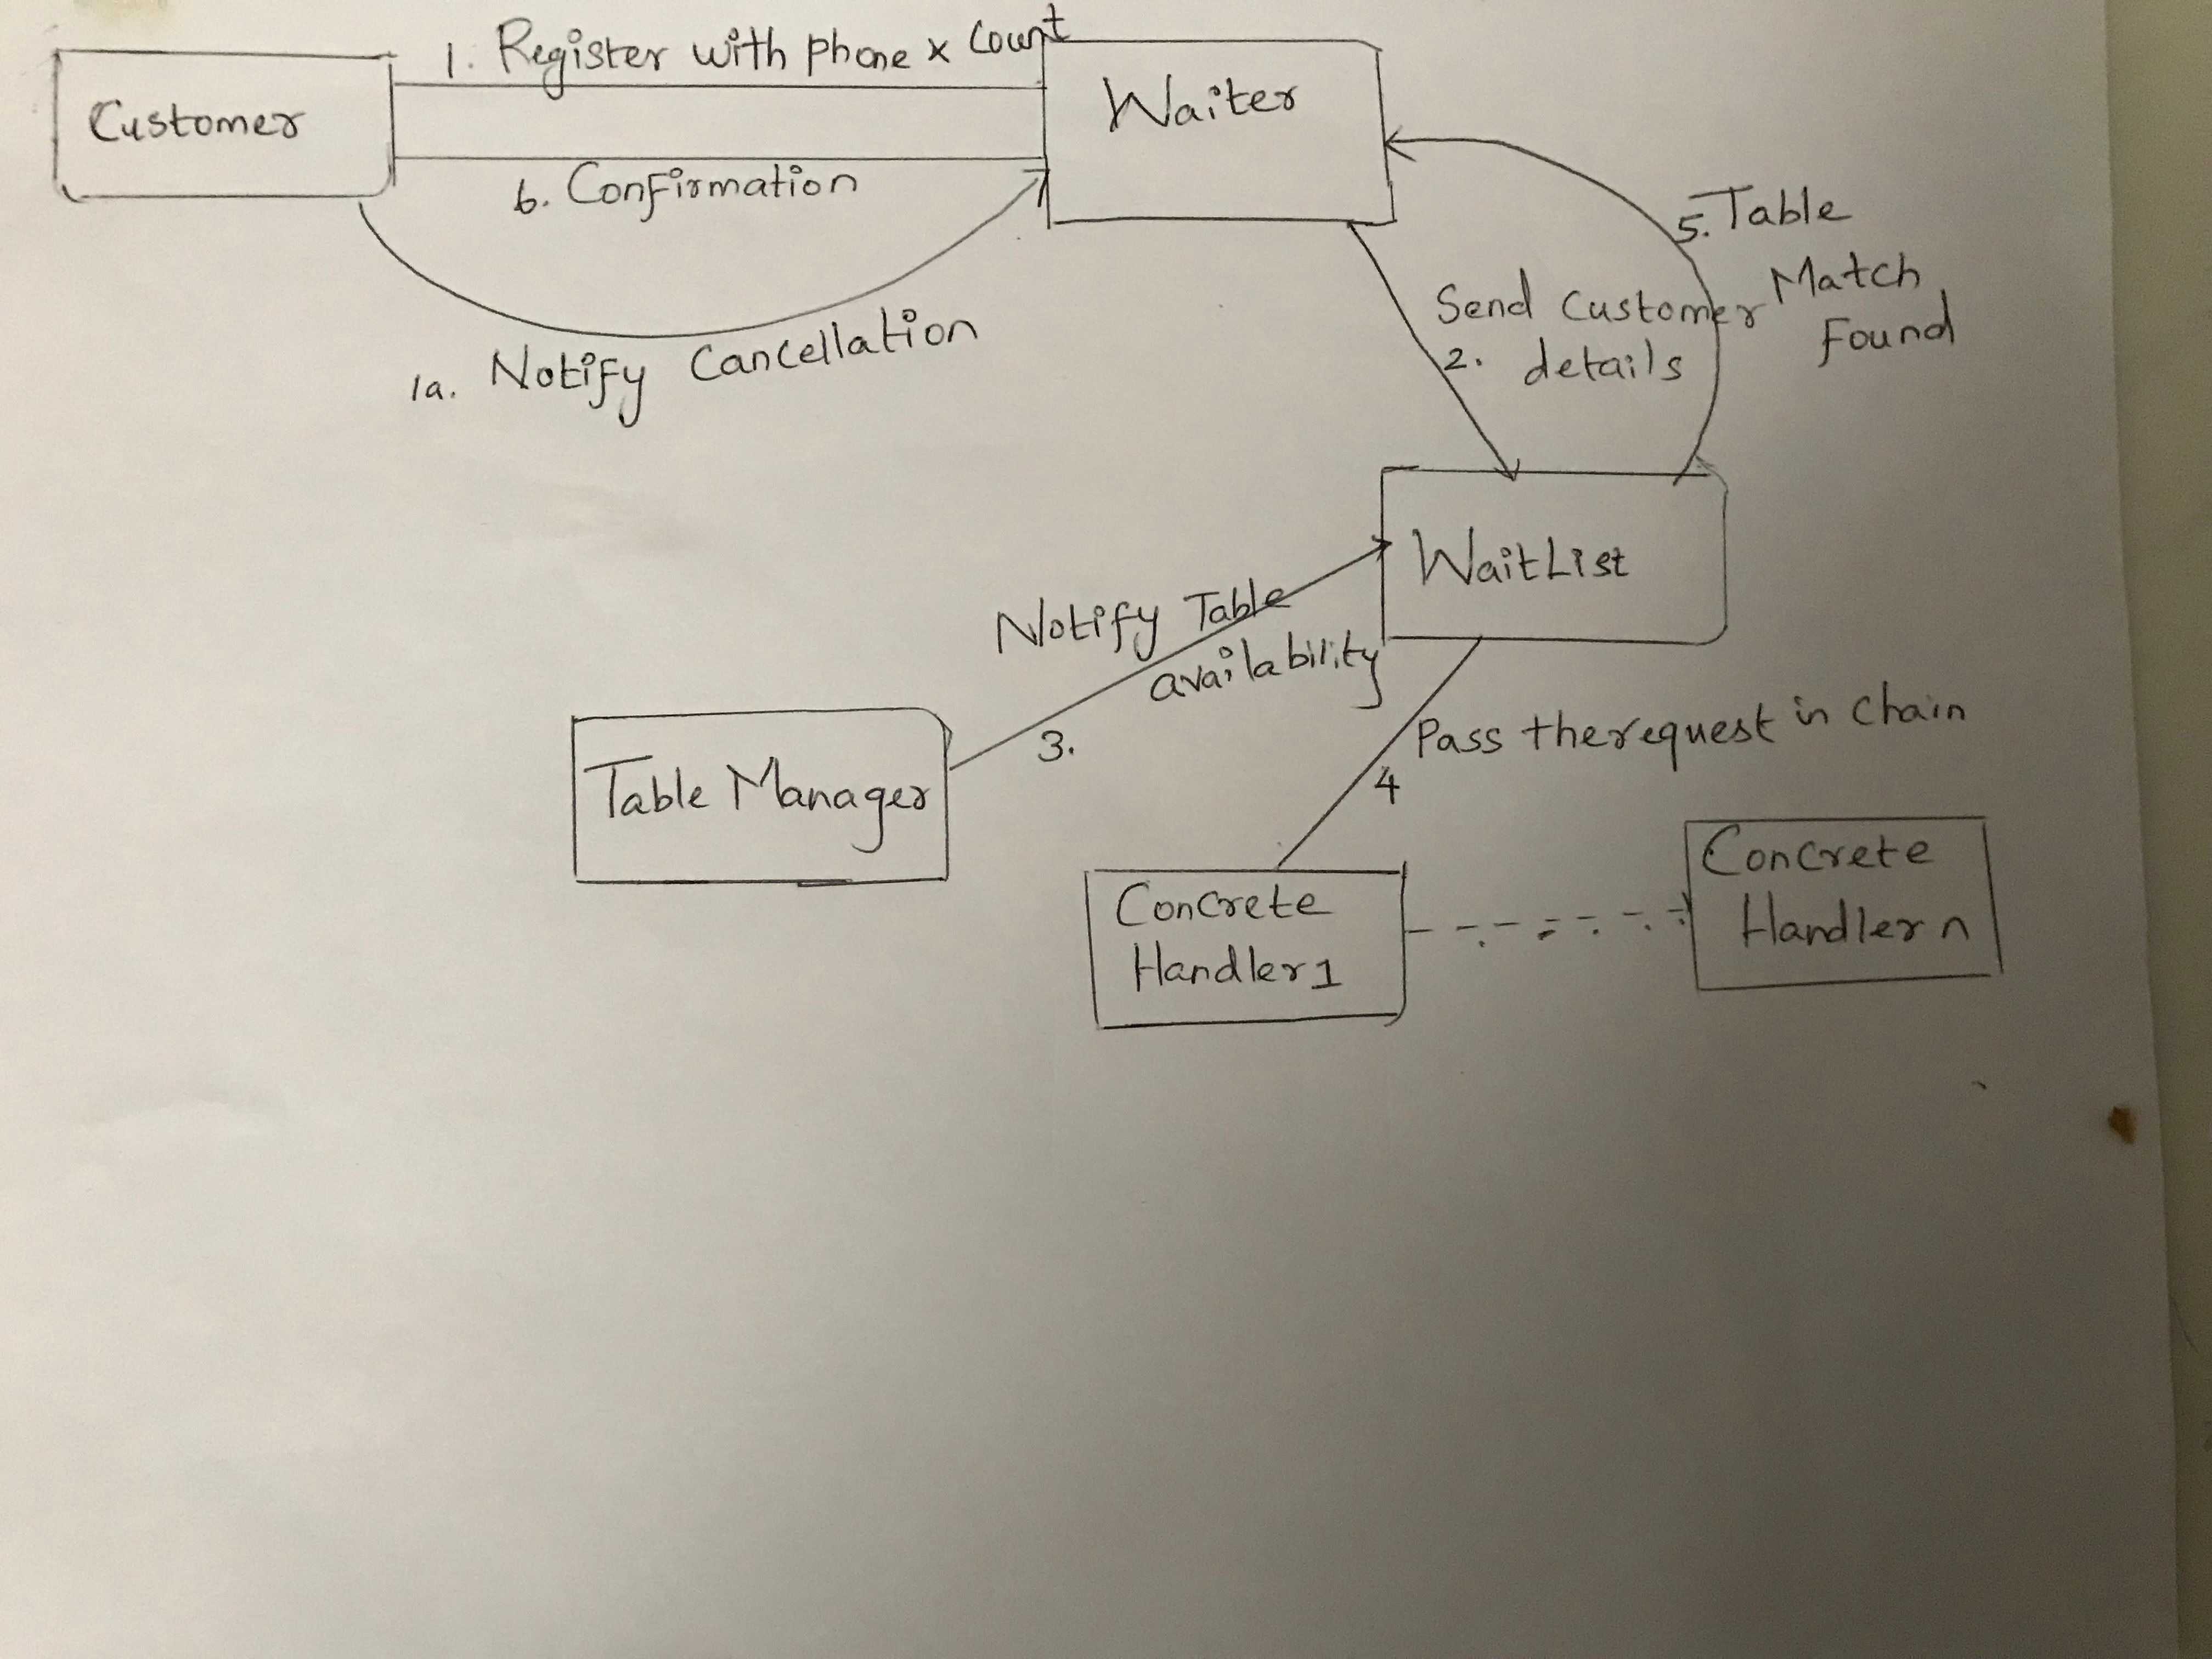 1. Register with phone x Count
Customer
Waiter
6. Confirmation
1a. Notify Cancellation
5. Table
Match
Found
Send Customer
2. details
WaitList
Notify Table
availability
3.
Table Manager
Pass the request in chain
4
Concrete
Handler 1
Concrete
Handler n